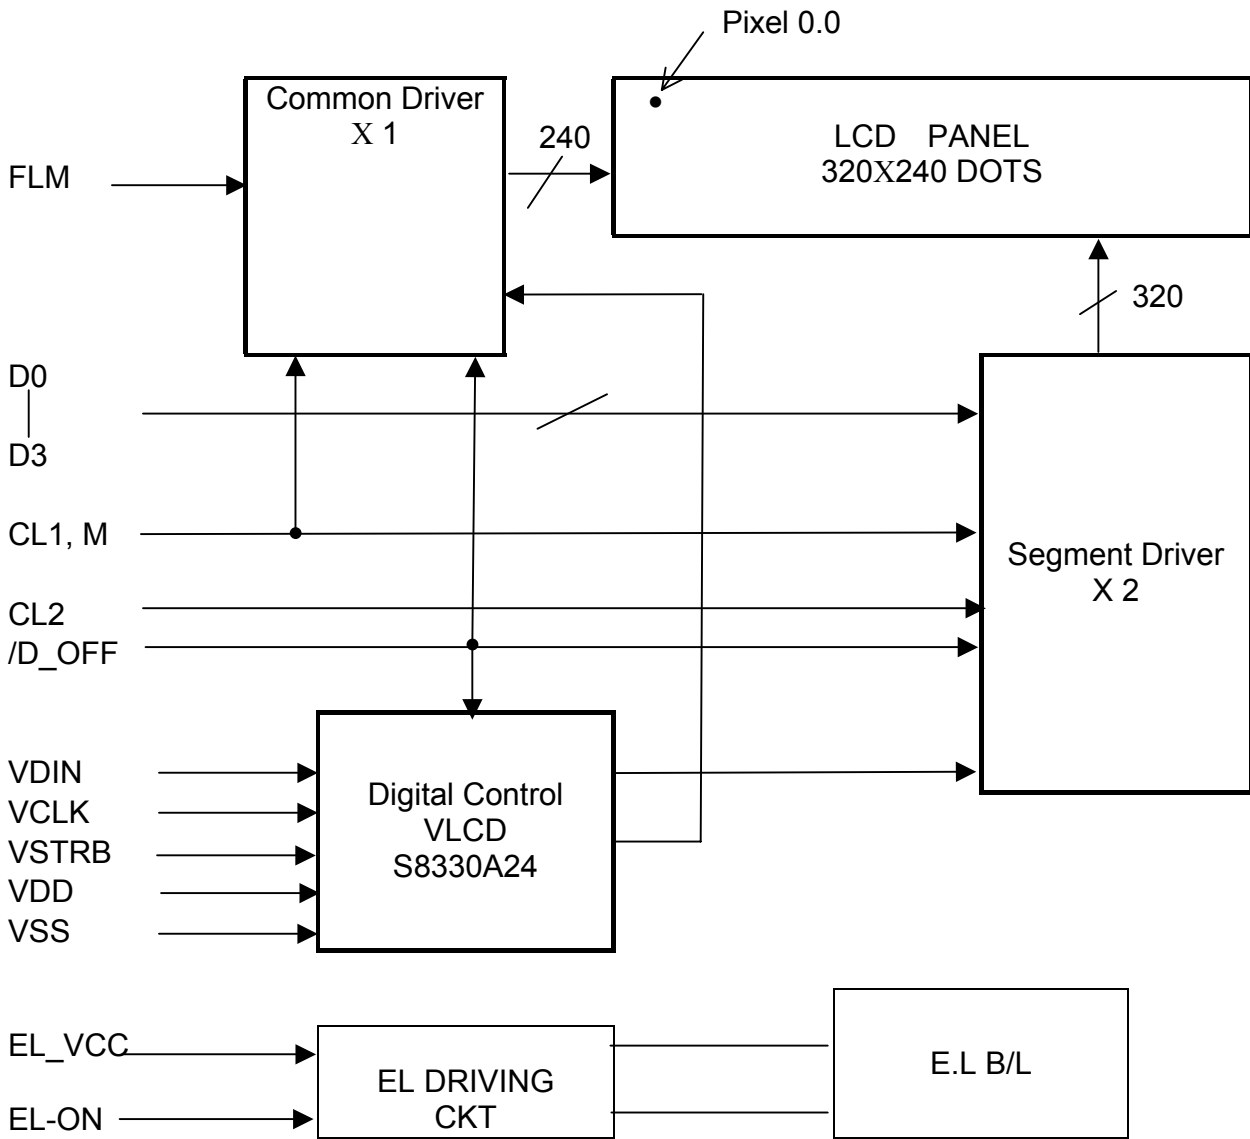 Pixel 0.0
Common Driver
X 1
240
LCD PANEL
320X240 DOTS
FLM
320
D0
D3
CL1, M
Segment Driver
X 2
CL2
/D_OFF
VDIN
VCLK
VSTRB
VDD
VSS
Digital Control
VLCD
S8330A24
EL_VCC
EL-ON
EL DRIVING
CKT
E.L B/L